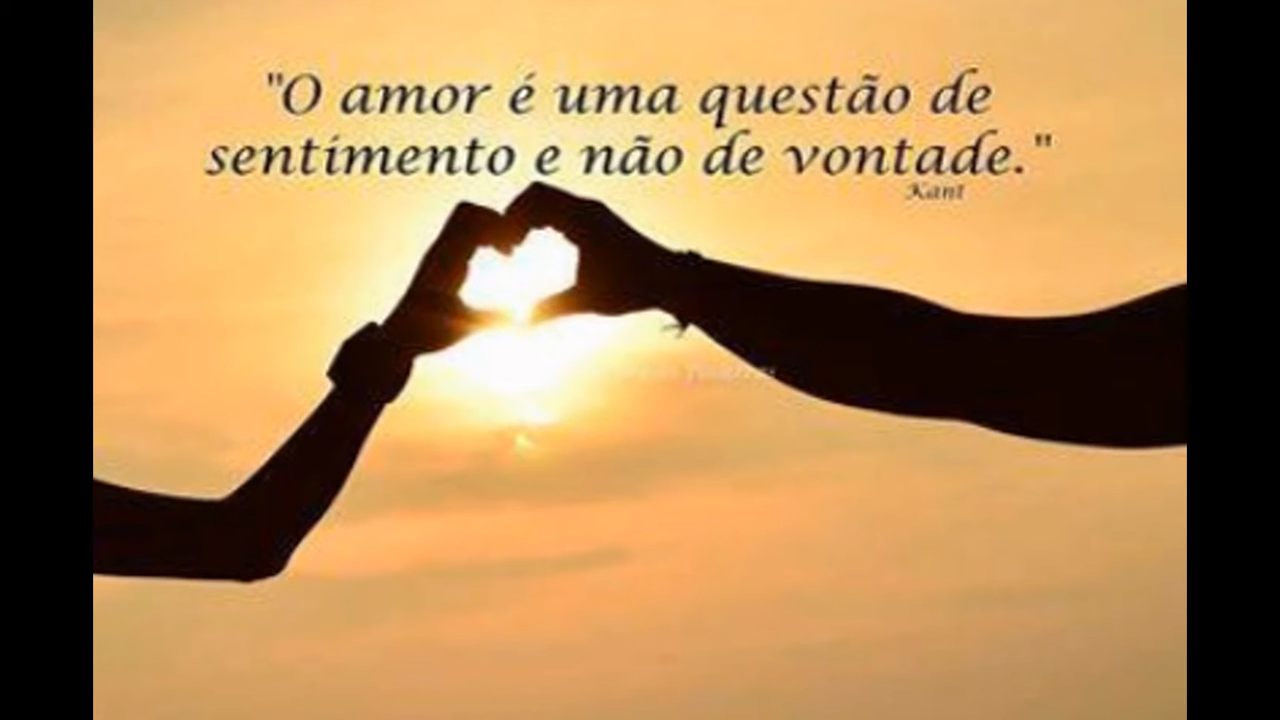 "O amor é uma questão de
sentimento e não de vontade."
Kant